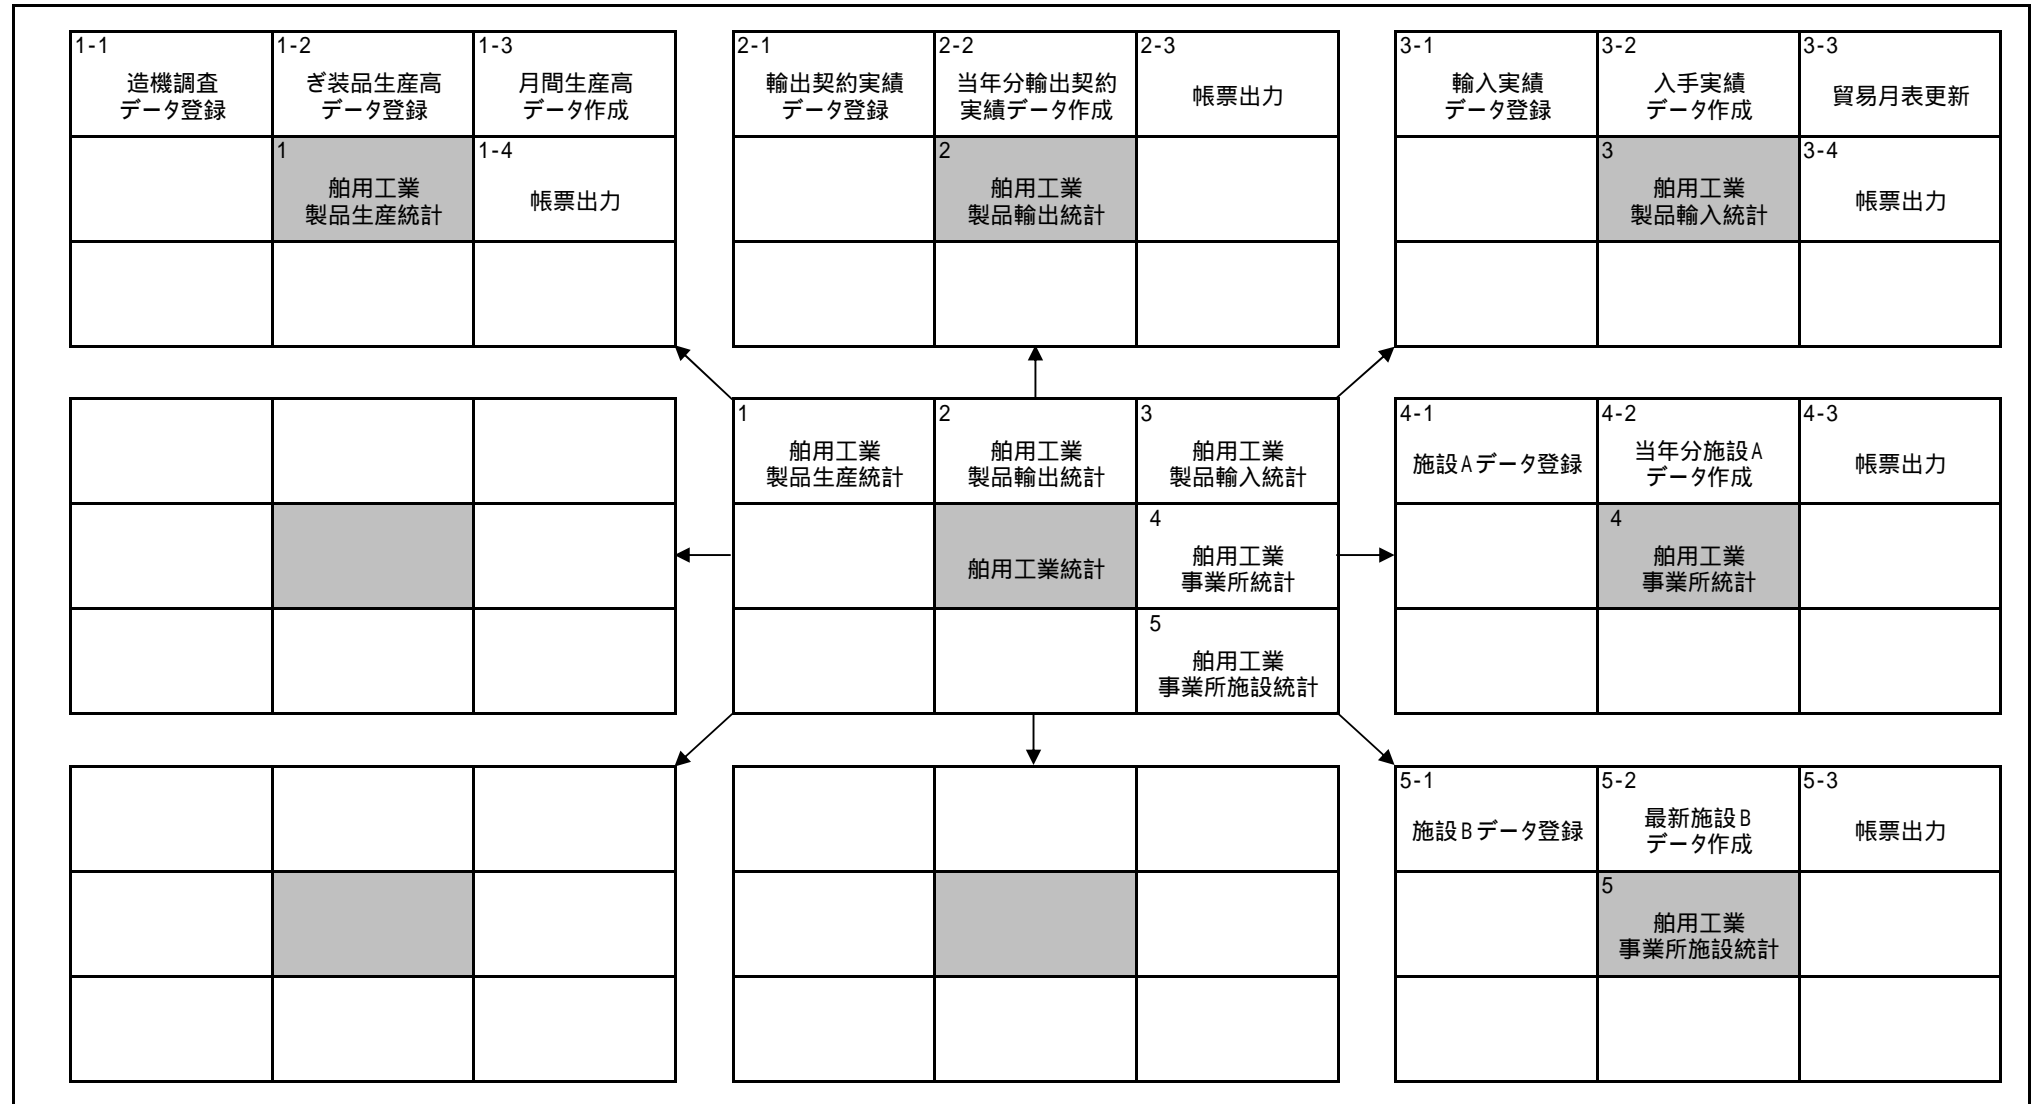 1-1
造機調査
データ登録
1-2
ぎ装品生産高
データ登録
1-3
月間生産高
データ作成
1
舶用工業
製品生産統計
1-4
帳票出力
2-1
輸出契約実績
データ登録
2-2
当年分輸出契約
実績データ作成
2-3
帳票出力
2
舶用工業
製品輸出統計
3-1
輸入実績
データ登録
3-2
入手実績
データ作成
3-3
貿易月表更新
3
舶用工業
製品輸入統計
3-4
帳票出力
1
舶用工業
製品生産統計
2
舶用工業
製品輸出統計
3
舶用工業
製品輸入統計
舶用工業統計
4
舶用工業
事業所統計
5
舶用工業
事業所施設統計
4-1
施設Aデータ登録
4-2
当年分施設A
データ作成
4-3
帳票出力
4
舶用工業
事業所統計
5-1
施設Bデータ登録
5-2
最新施設B
データ作成
5-3
帳票出力
5
舶用工業
事業所施設統計